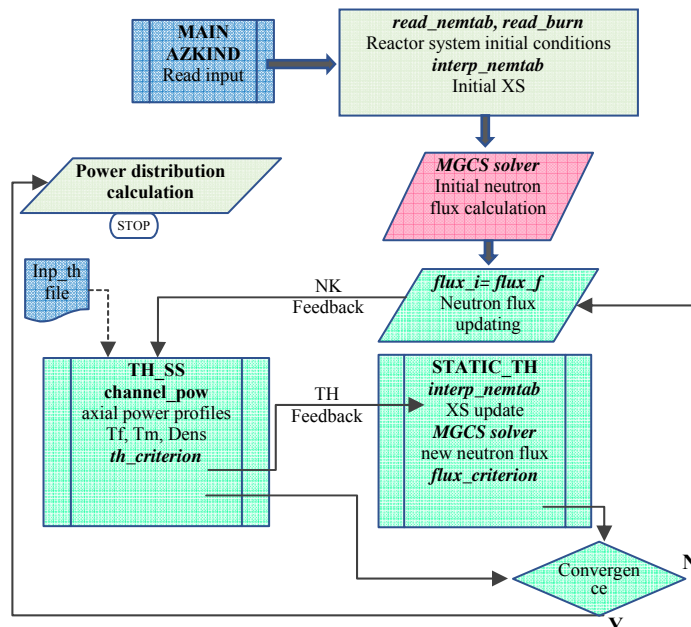 MAIN
AZKIND
Read input
read_nemtab, read_burn
Reactor system initial conditions
interp_nemtab
Initial XS
Power distribution
calculation
STOP
MGCS solver
Initial neutron
flux calculation
Inp_th
file
NK
Feedback
flux_i= flux_f
Neutron flux
updating
TH_SS
channel_pow
axial power profiles
Tf, Tm, Dens
th_criterion
TH
Feedback
STATIC_TH
interp_nemtab
XS update
MGCS solver
new neutron flux
flux_criterion
Convergen
ce
N
Y